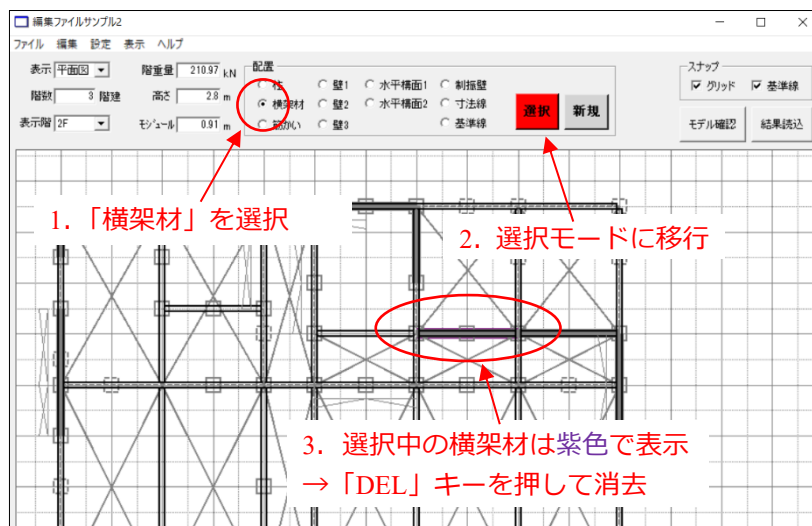 編集ファイルサンプル2
ファイル 編集 設定 表示 ヘルプ
表示 平面図 階重量 210.97 kN
階数 3 階建 高さ 2.8 m
表示階 2F モジュール 0.91 m
配置
柱 壁1 水平構面1 制振壁
横架材 壁2 水平構面2 寸法線
筋かい 壁3 基準線
選択 新規
スナップ
グリッド 基準線
モデル確認 結果読込
1. 「横架材」を選択
2. 選択モードに移行
3. 選択中の横架材は紫色で表示
→「DEL」キーを押して消去